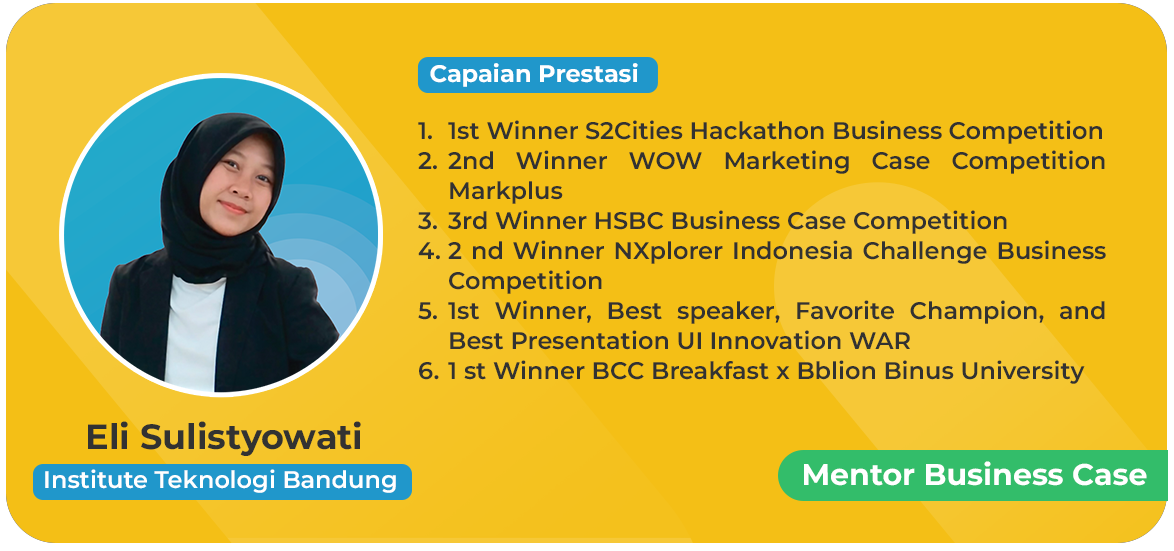 Capaian Prestasi
1. 1st Winner S2Cities Hackathon Business Competition
2. 2nd Winner WOW Marketing Case Competition
Markplus
3. 3rd Winner HSBC Business Case Competition
4. 2 nd Winner NXplorer Indonesia Challenge Business
Competition
5. 1st Winner, Best speaker, Favorite Champion, and
Best Presentation UI Innovation WAR
6. 1 st Winner BCC Breakfast x Bblion Binus University
Eli Sulistyowati
Institute Teknologi Bandung
Mentor Business Case